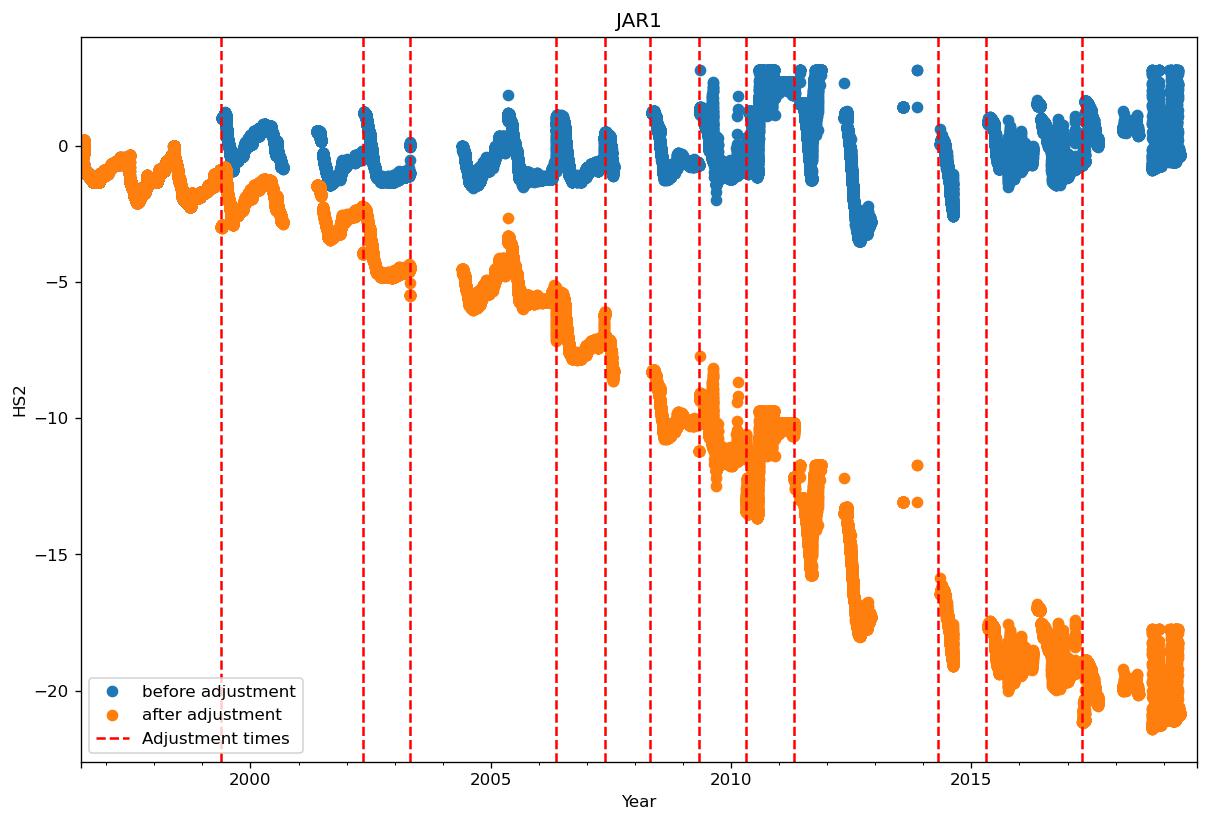 JAR1
HS2
0
−5
−10
−15
−20
before adjustment
after adjustment
Adjustment times
2000 2005 2010 2015
Year